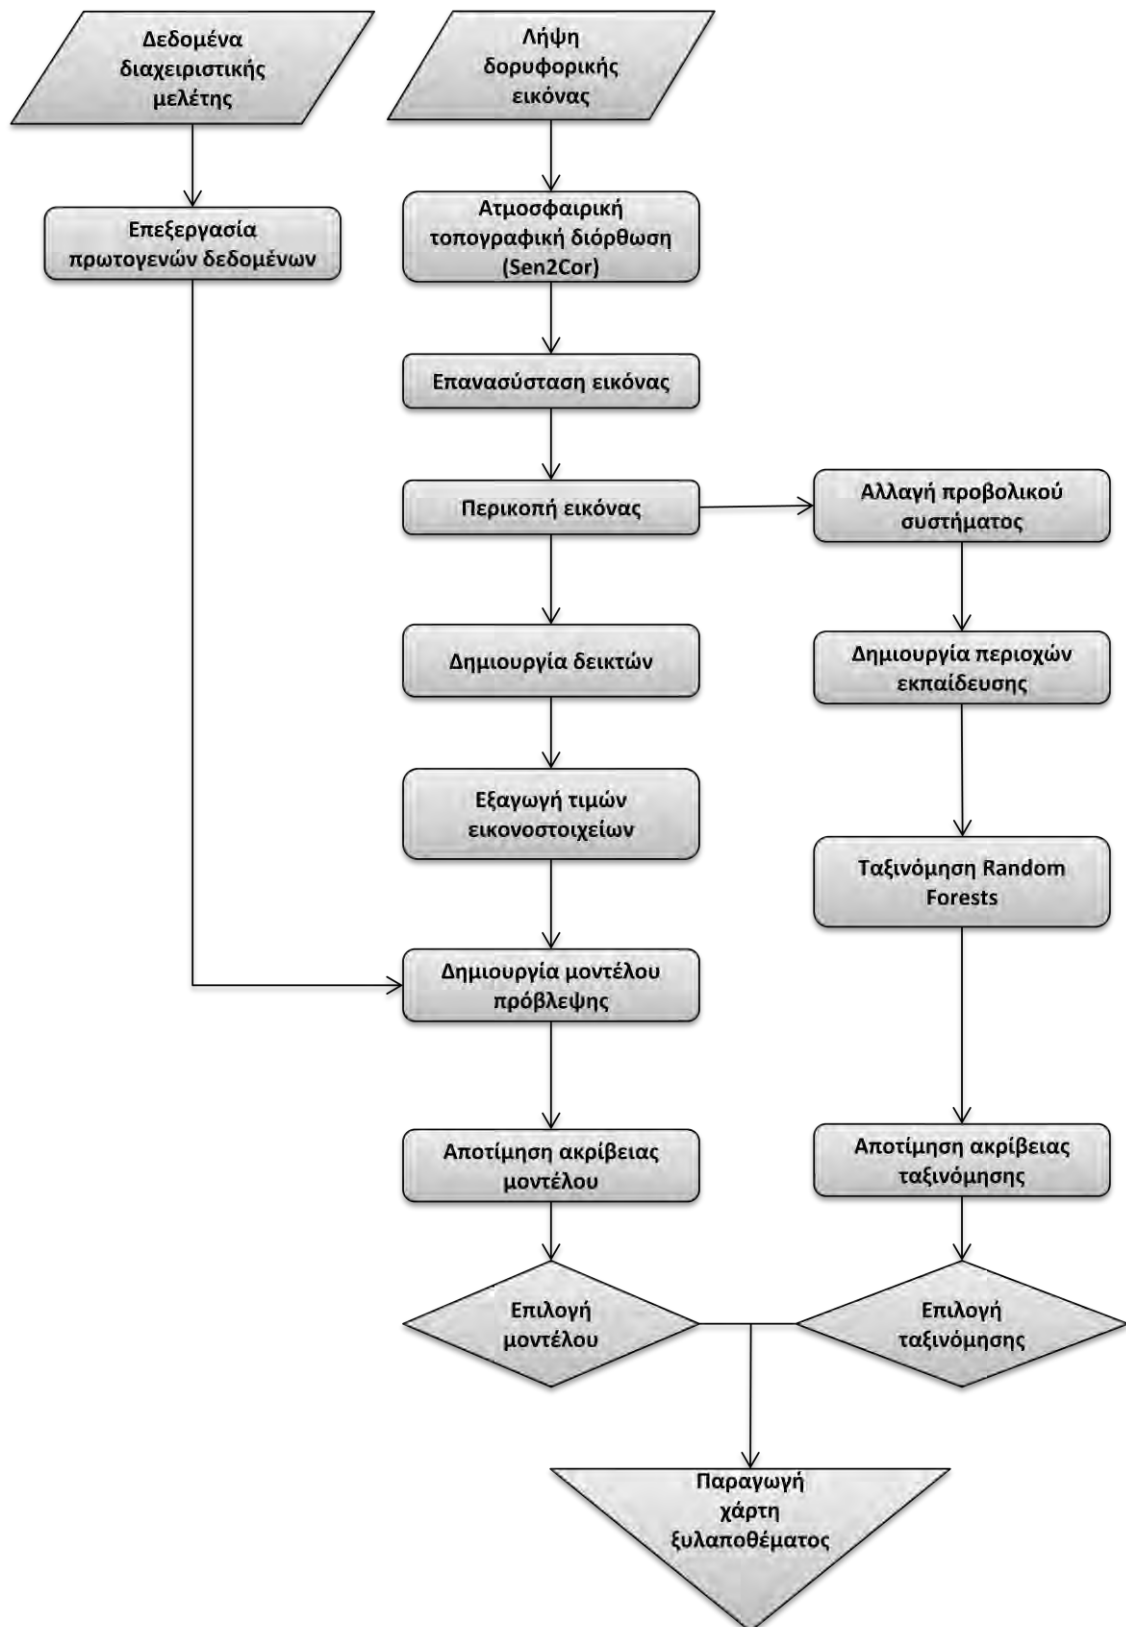 Δεδομένα
διαχειριστικής
μελέτης
Λήψη
δορυφορικής
εικόνας
Επεξεργασία
πρωτογενών δεδομένων
Ατμοσφαιρική
τοπογραφική διόρθωση
(Sen2Cor)
Επανασύσταση εικόνας
Περικοπή εικόνας
Αλλαγή προβολικού
συστήματος
Δημιουργία δεικτών
Δημιουργία περιοχών
εκπαίδευσης
Εξαγωγή τιμών
εικονοστοιχείων
Ταξινόμηση Random
Forests
Δημιουργία μοντέλου
πρόβλεψης
Αποτίμηση ακρίβειας
μοντέλου
Αποτίμηση ακρίβειας
ταξινόμησης
Επιλογή
μοντέλου
Επιλογή
ταξινόμησης
Παραγωγή
χάρτη
ξυλαποθέματος